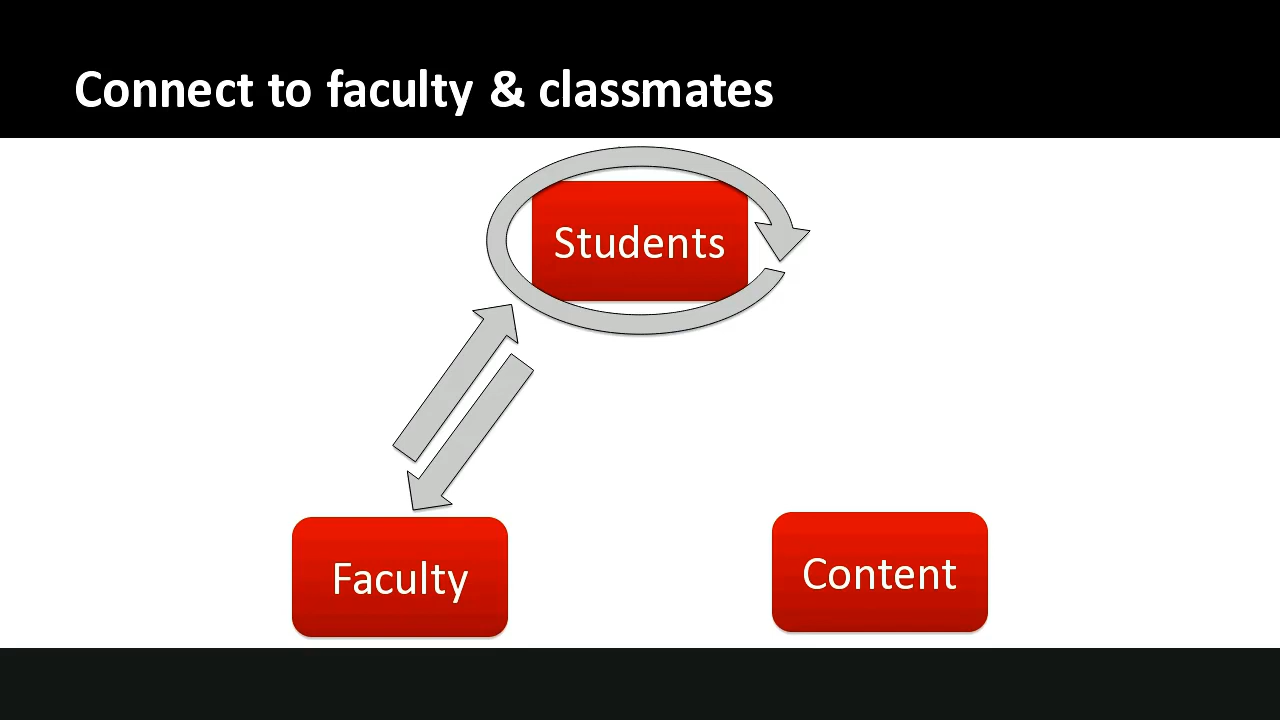 Connect to faculty & classmates
Students
Faculty
Content